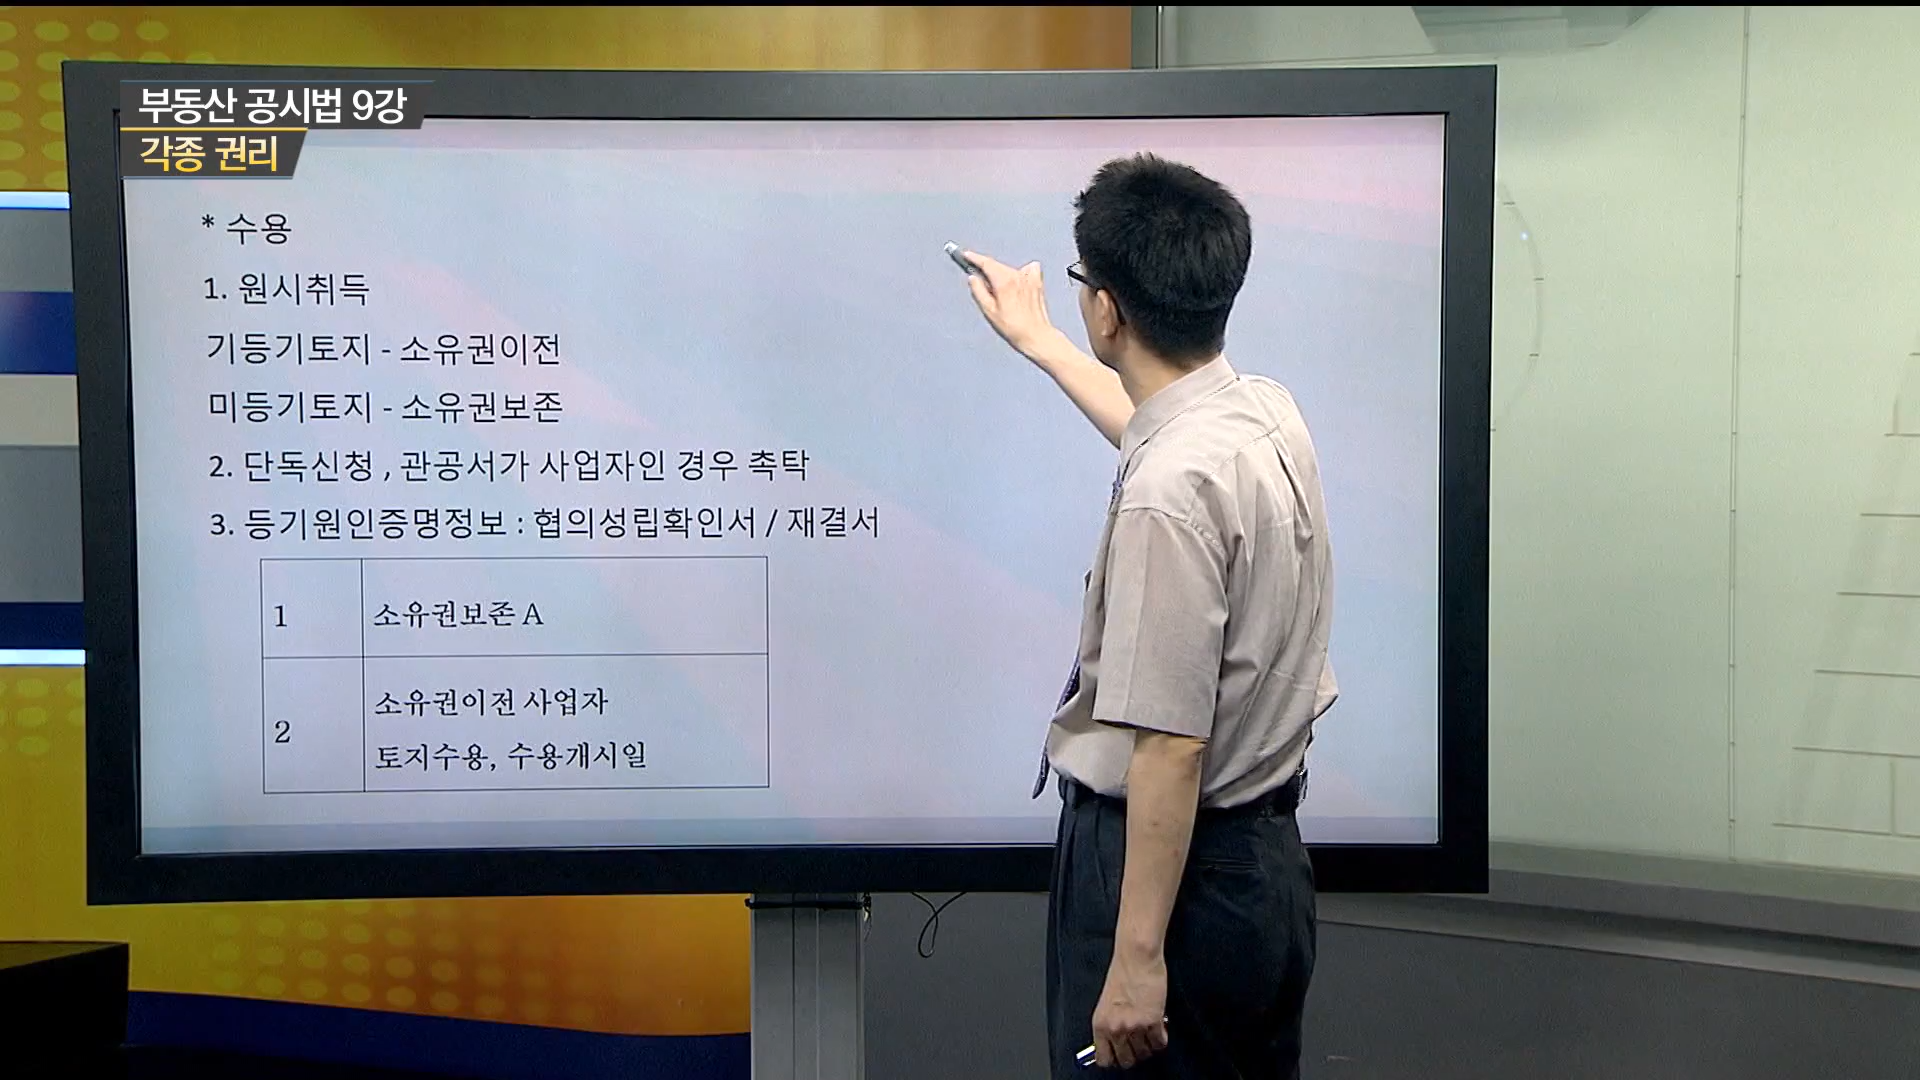 부동산 공시법 9강
각종 권리
* 수용
1. 원시취득
기등기토지 - 소유권이전
미등기토지 - 소유권보존
2. 단독신청 , 관공서가 사업자인 경우 촉탁
3. 등기원인증명정보 : 협의성립확인서 / 재결서
1 소유권보존 A
2 소유권이전 사업자
토지수용, 수용개시일